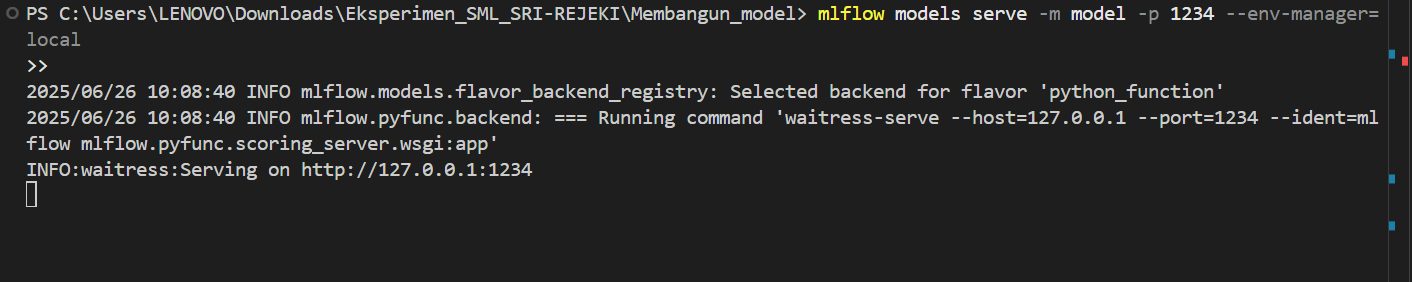 PS C:\Users\LENOVO\Downloads\Eksperimen_SML_SRI-REJEKI\Membangun_model> mlflow models serve -m model -p 1234 --env-manager=
local
>>
2025/06/26 10:08:40 INFO mlflow.models.flavor_backend_registry: Selected backend for flavor 'python_function'
2025/06/26 10:08:40 INFO mlflow.pyfunc.backend: === Running command 'waitress-serve --host=127.0.0.1 --port=1234 --ident=ml
flow mlflow.pyfunc.scoring_server.wsgi:app'
INFO:waitress:Serving on http://127.0.0.1:1234